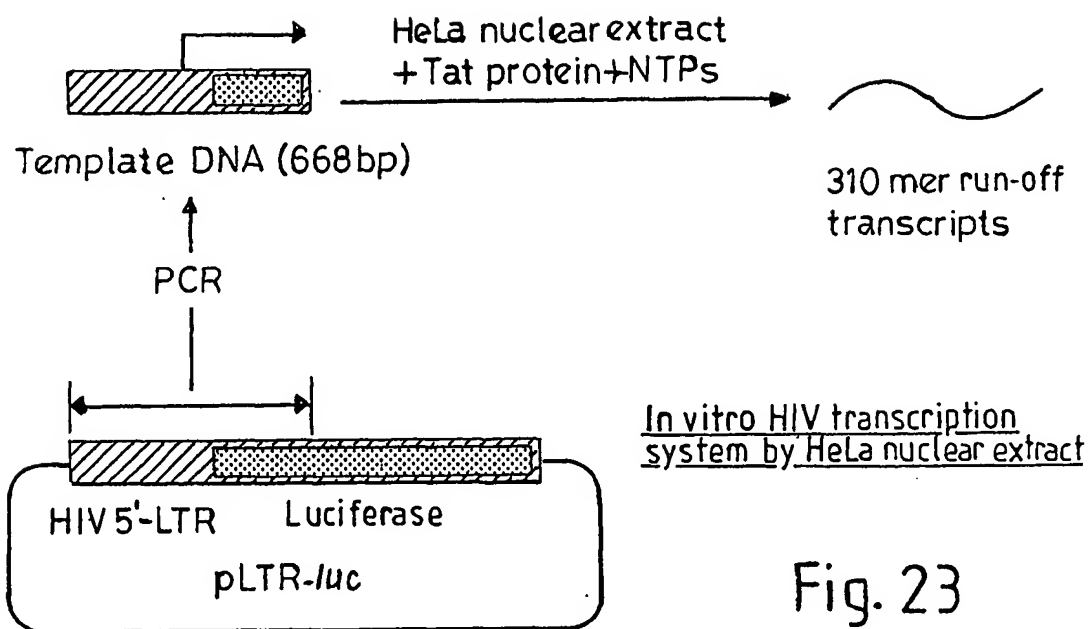 HeLa nuclear extract
+Tat protein+NTPs
Template DNA (668bp)
310 mer run-off
transcripts
PCR
In vitro HIV transcription
system by HeLa nuclear extract
HIV 5'-LTR Luciferase
pLTR-luc
Fig. 23